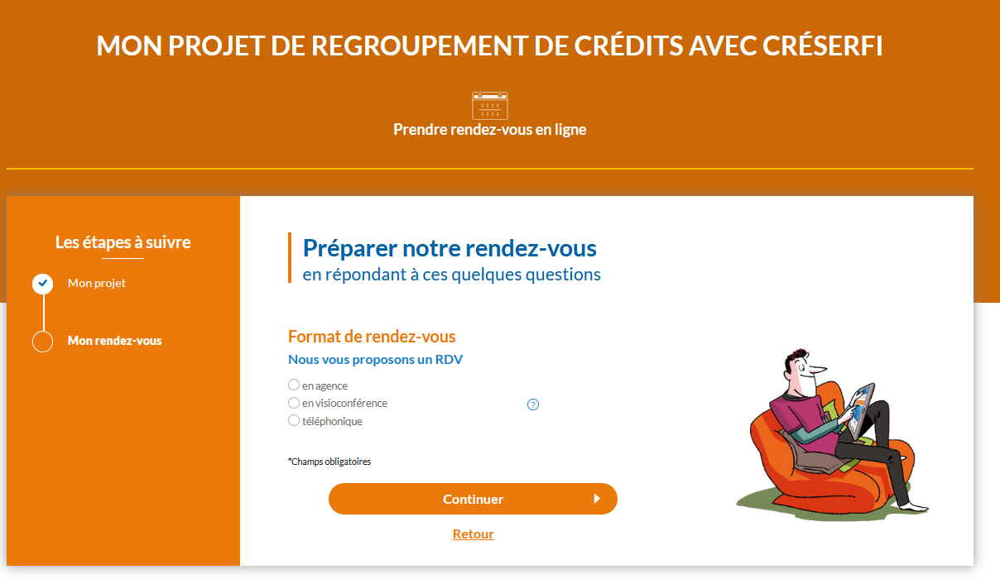 MON PROJET DE REGROUPEMENT DE CRÉDITS AVEC CRÉSERFI
Prendre rendez-vous en ligne
Les étapes à suivre
Mon projet
Mon rendez-vous
Préparer notre rendez-vous
en répondant à ces quelques questions
Format de rendez-vous
Nous vous proposons un RDV
en agence
en visioconférence
?
téléphonique
*Champs obligatoires
Continuer
Retour